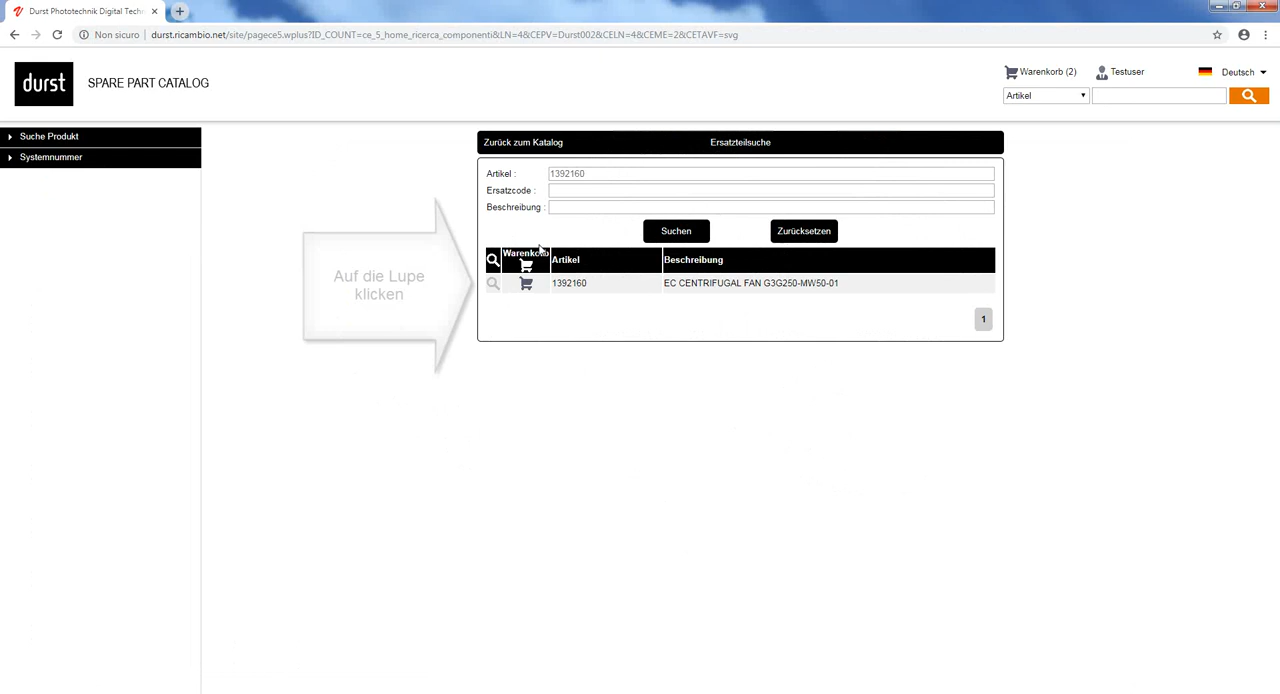 Durst Phototechnik Digital Techn
Non sicuro
durst.ricambio.net/site/pagece5.wplus?ID_COUNT=ce_5_home_ricerca_componenti&LN=4&CEPV=Durst002&CELN=4&CEME=2&CETAVF=svg
durst
SPARE PART CATALOG
Warenkorb (2)
Testuser
Deutsch
Artikel
Suche Produkt
Systemnummer
Zurück zum Katalog
Ersatzteilsuche
Artikel :
1392160
Ersatzcode :
Beschreibung :
Suchen
Zurücksetzen
Warenkorb
Artikel
Beschreibung
1392160
EC CENTRIFUGAL FAN G3G250-MW50-01
1
Auf die Lupe
klicken